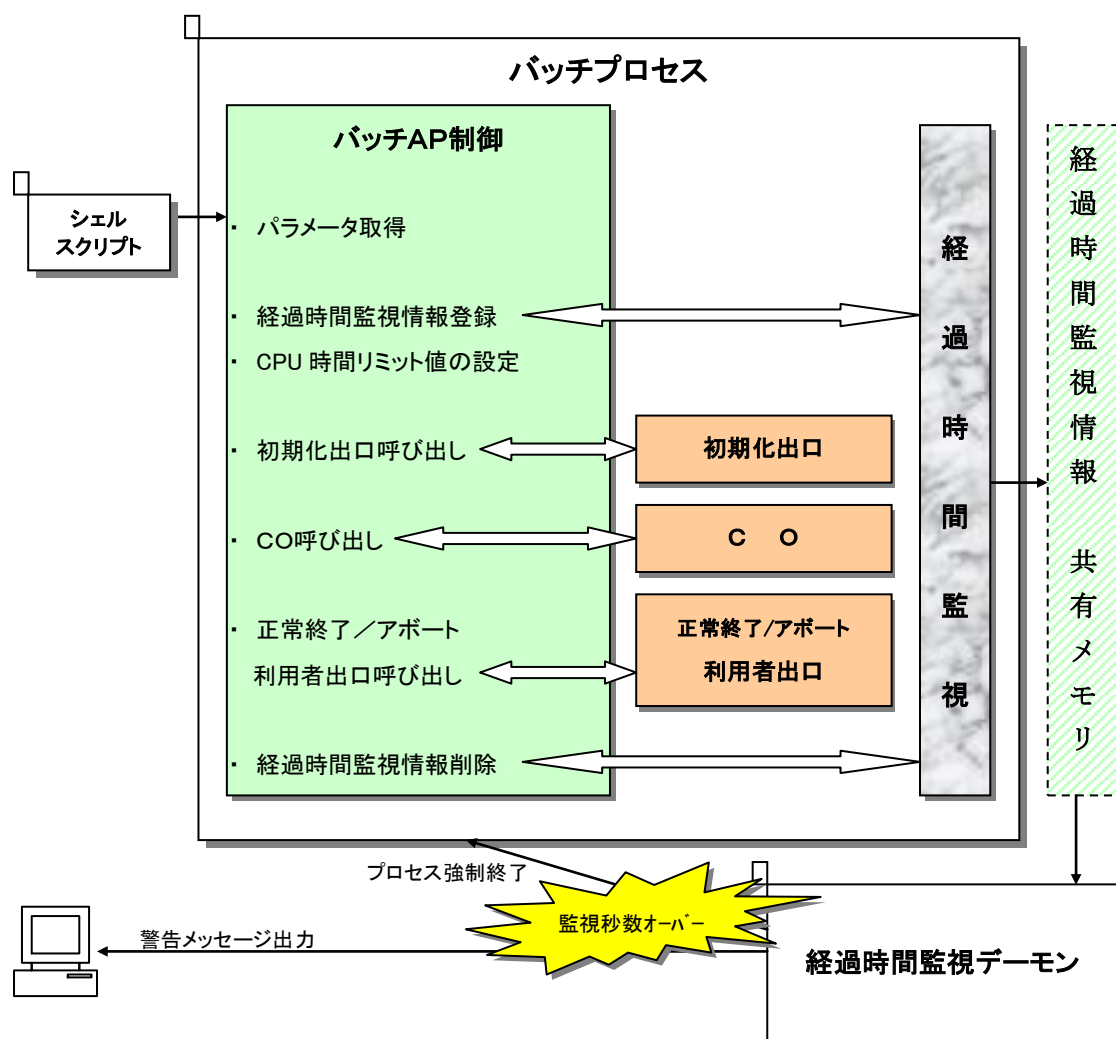 バッチプロセス
バッチAP制御
シェル
スクリプト
・ パラメータ取得
・ 経過時間監視情報登録
・ CPU 時間リミット値の設定
・ 初期化出口呼び出し
・ CO呼び出し
・ 正常終了／アボート
利用者出口呼び出し
・ 経過時間監視情報削除
初期化出口
C O
正常終了/アボート
利用者出口
経過時間監視
経過時間監視情報 共有メモリ
プロセス強制終了
監視秒数ｵｰﾊﾞｰ
警告メッセージ出力
経過時間監視デーモン